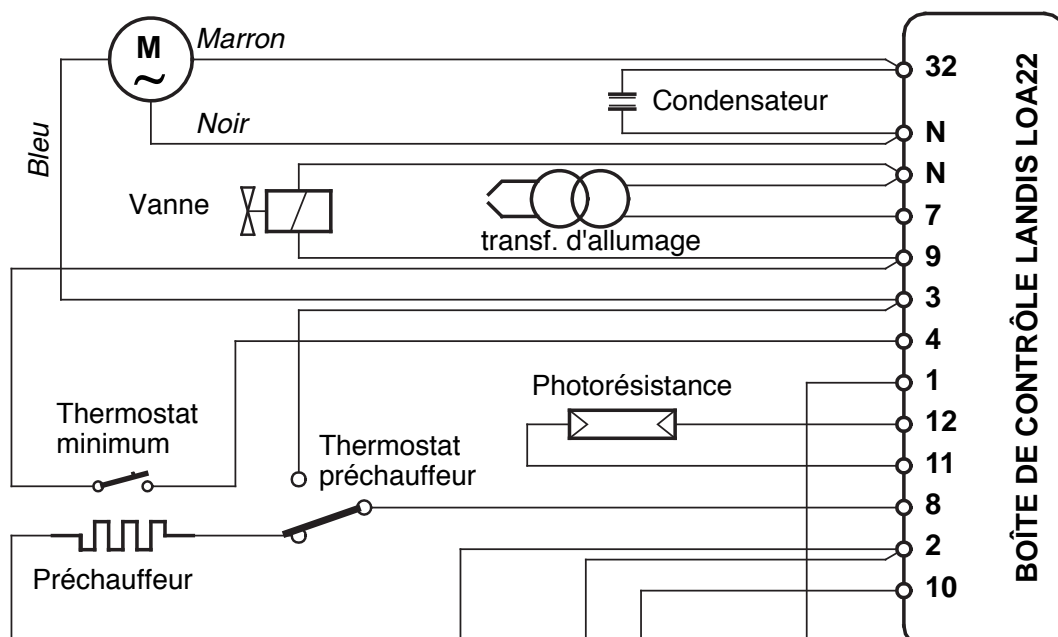 M
~
Marron
Noir
Bleu
Condensateur
Vanne
transf. d'allumage
Photorésistance
Thermostat
minimum
Thermostat
préchauffeur
Préchauffeur
32
N
N
7
9
3
4
1
12
11
8
2
10
BOÎTE DE CONTRÔLE LANDIS LOA22